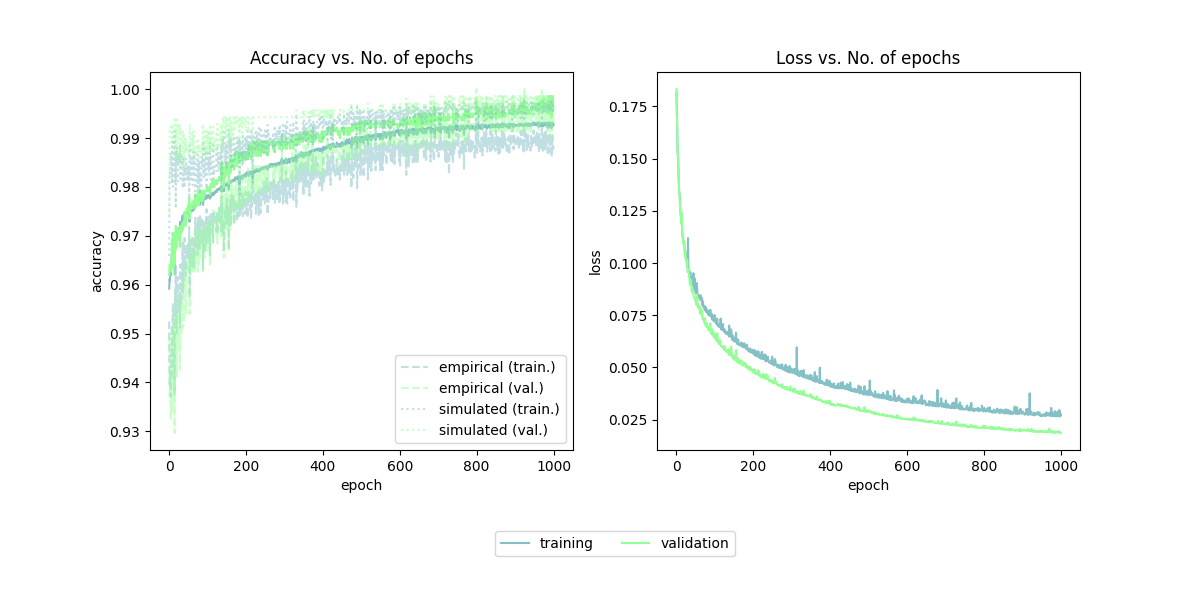 Accuracy vs. No. of epochs
1.00
0.99
0.98
0.97
0.96
0.95
0.94
0.93
accuracy
0
200
400
600
800
1000
epoch
empirical (train.)
empirical (val.)
simulated (train.)
simulated (val.)
Loss vs. No. of epochs
0.175
0.150
0.125
0.100
0.075
0.050
0.025
loss
0
200
400
600
800
1000
epoch
training
validation